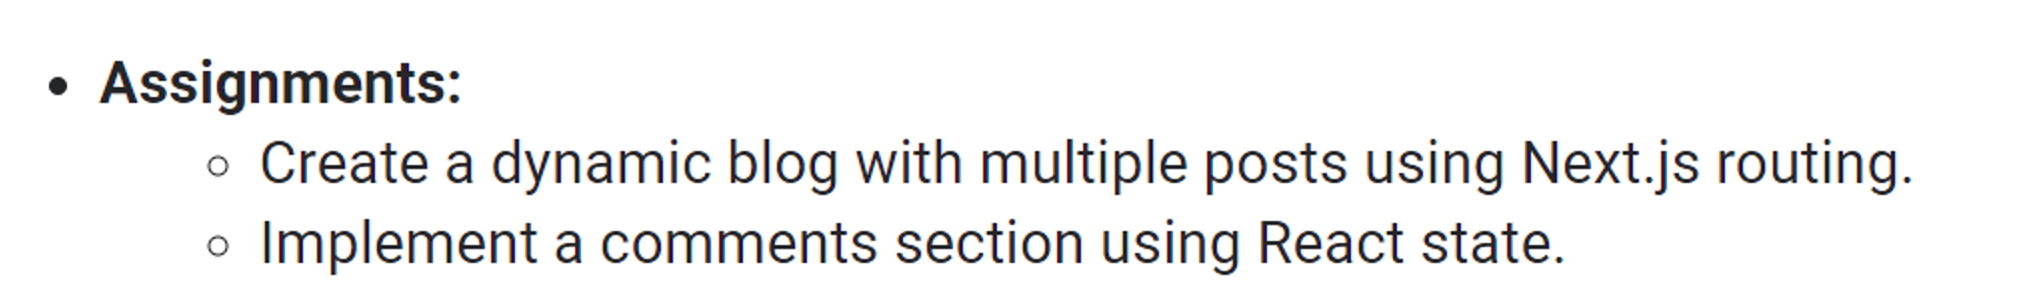 • Assignments:
○ Create a dynamic blog with multiple posts using Next.js routing.
○ Implement a comments section using React state.